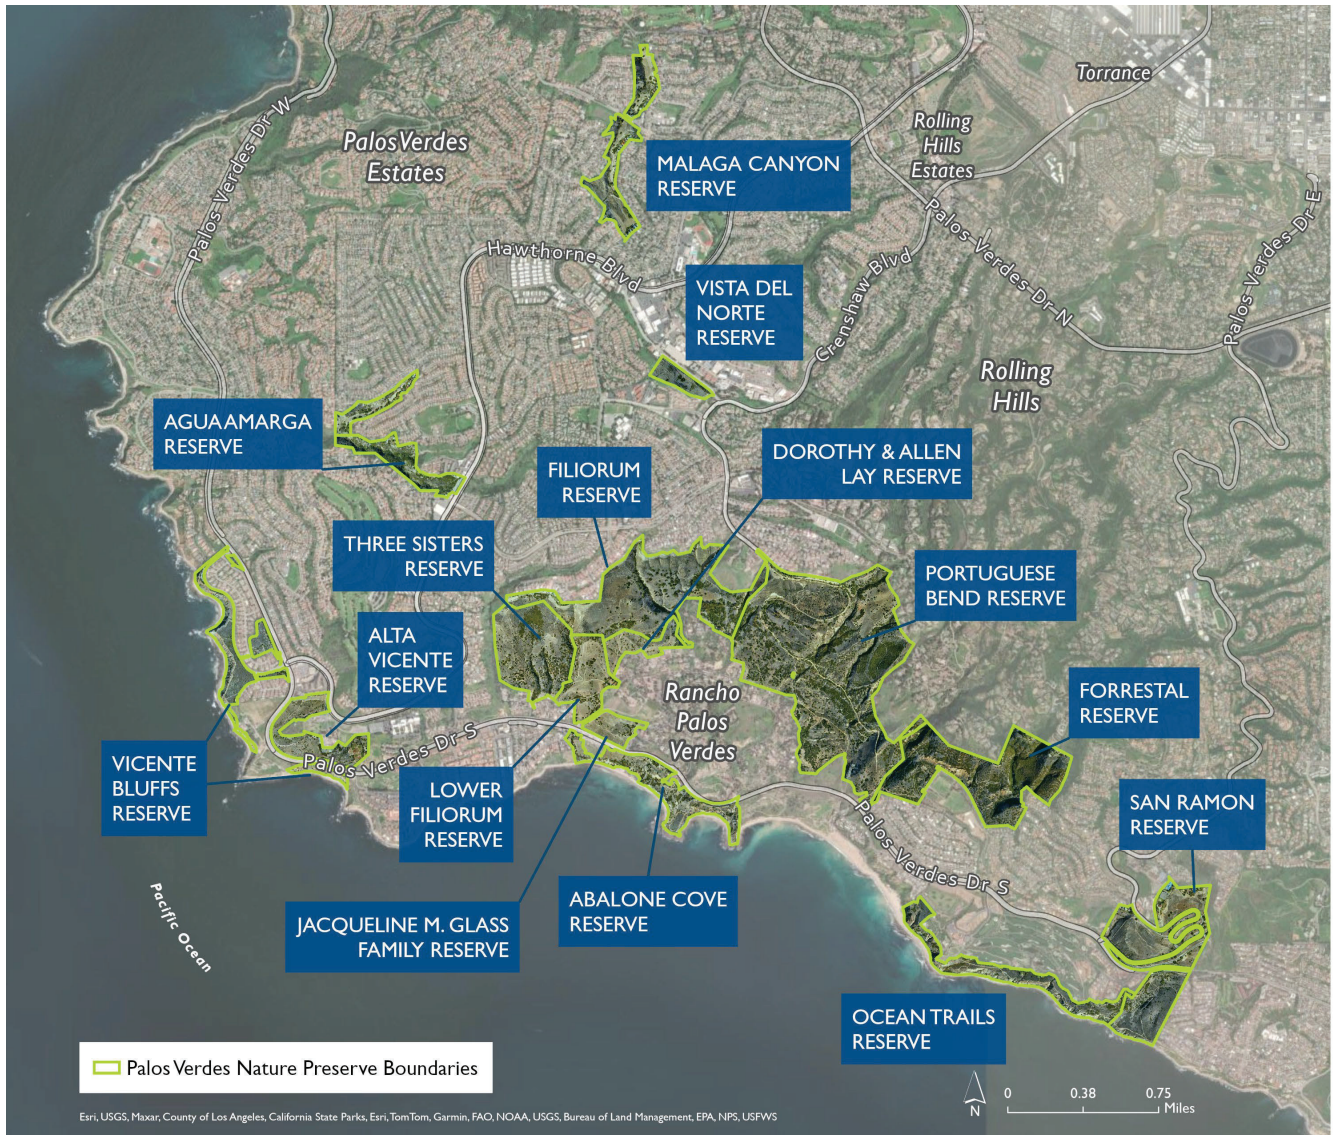 Torrance
Palos Verdes Dr W
Palos Verdes
Estates
Rolling
Hills
Estates
MALAGA CANYON
RESERVE
Palos Verdes Dr N
Palos Verdes Dr E
Hawthorne Blvd
Crenshaw Blvd
VISTA DEL
NORTE
RESERVE
Rolling
Hills
AGUA AMARGA
RESERVE
FILIORUM
RESERVE
DOROTHY & ALLEN
LAY RESERVE
THREE SISTERS
RESERVE
PORTUGUESE
BEND RESERVE
ALTA
VICENTE
RESERVE
Rancho
Palos
Verdes
FORRESTAL
RESERVE
Palos Verdes Dr S
VICENTE
BLUFFS
RESERVE
LOWER
FILIORUM
RESERVE
SAN RAMON
RESERVE
Palos Verdes Dr S
Pacific Ocean
JACQUELINE M. GLASS
FAMILY RESERVE
ABALONE COVE
RESERVE
OCEAN TRAILS
RESERVE
Palos Verdes Nature Preserve Boundaries
N
0 0.38 0.75
Miles
Esri, USGS, Maxar, County of Los Angeles, California State Parks, Esri, TomTom, Garmin, FAO, NOAA, USGS, Bureau of Land Management, EPA, NPS, USFWS